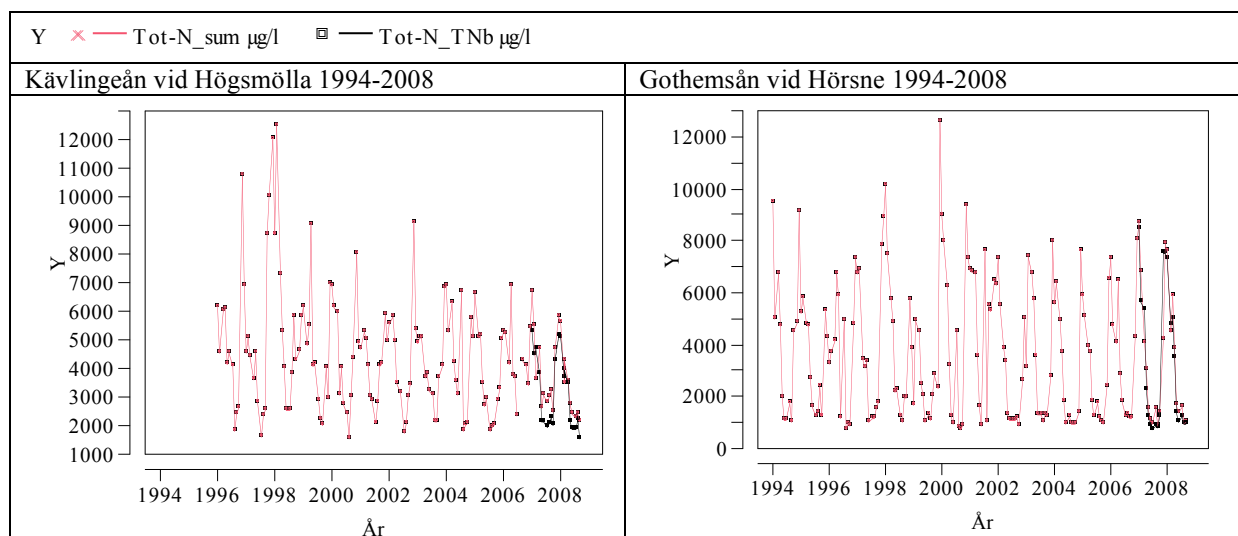 Y Tot-N_sum µg/l Tot-N_TNb µg/l
Kävlingeån vid Högsmölla 1994-2008
Gothemsån vid Hörsne 1994-2008
12000
11000
10000
9000
8000
7000
6000
5000
4000
3000
2000
1000
Y
1994 1996 1998 2000 2002 2004 2006 2008
År
12000
10000
8000
6000
4000
2000
0
Y
1994 1996 1998 2000 2002 2004 2006 2008
År